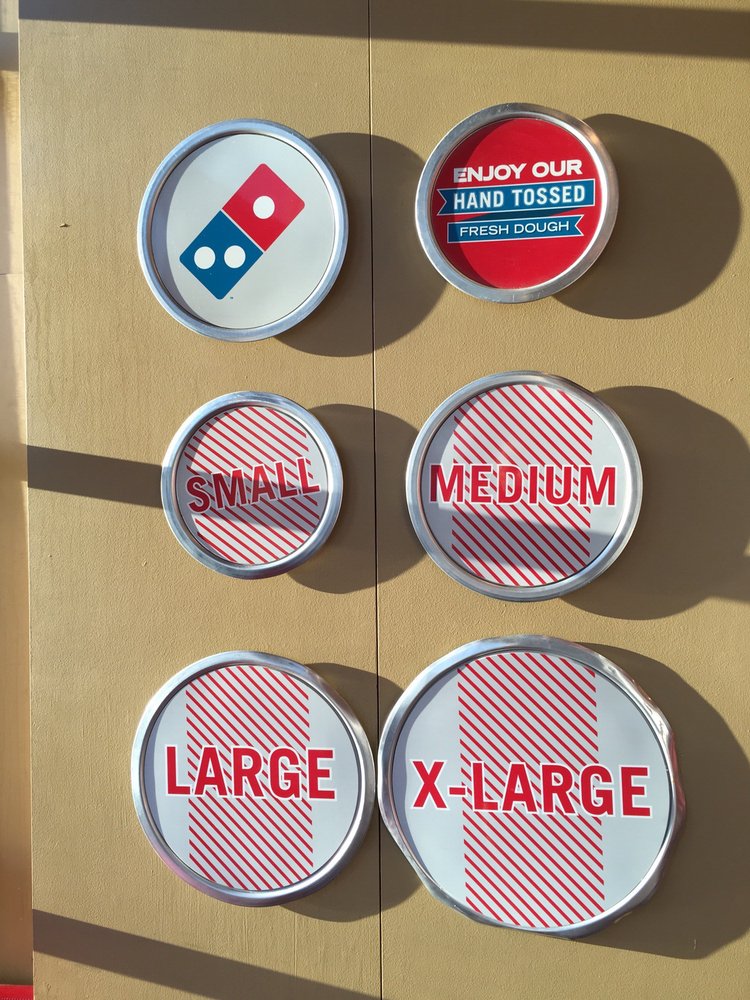 ENJOY OUR
HAND TOSSED
FRESH DOUGH
SMALL
MEDIUM
LARGE
X-LARGE